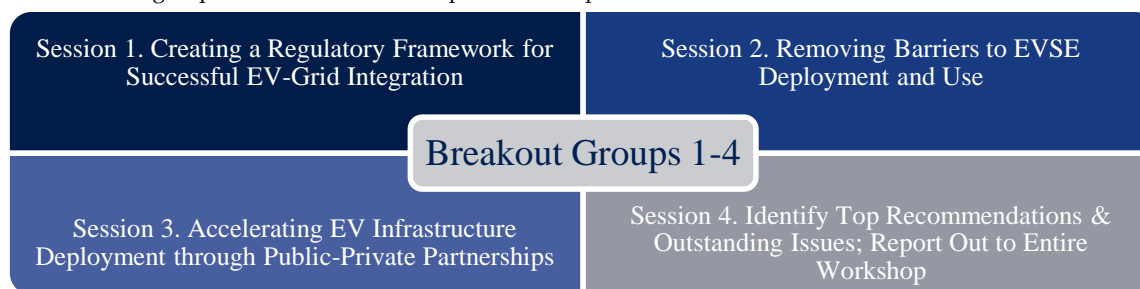 Session 1. Creating a Regulatory Framework for
Successful EV-Grid Integration
Session 2. Removing Barriers to EVSE
Deployment and Use
Breakout Groups 1-4
Session 3. Accelerating EV Infrastructure
Deployment through Public-Private Partnerships
Session 4. Identify Top Recommendations &
Outstanding Issues; Report Out to Entire
Workshop